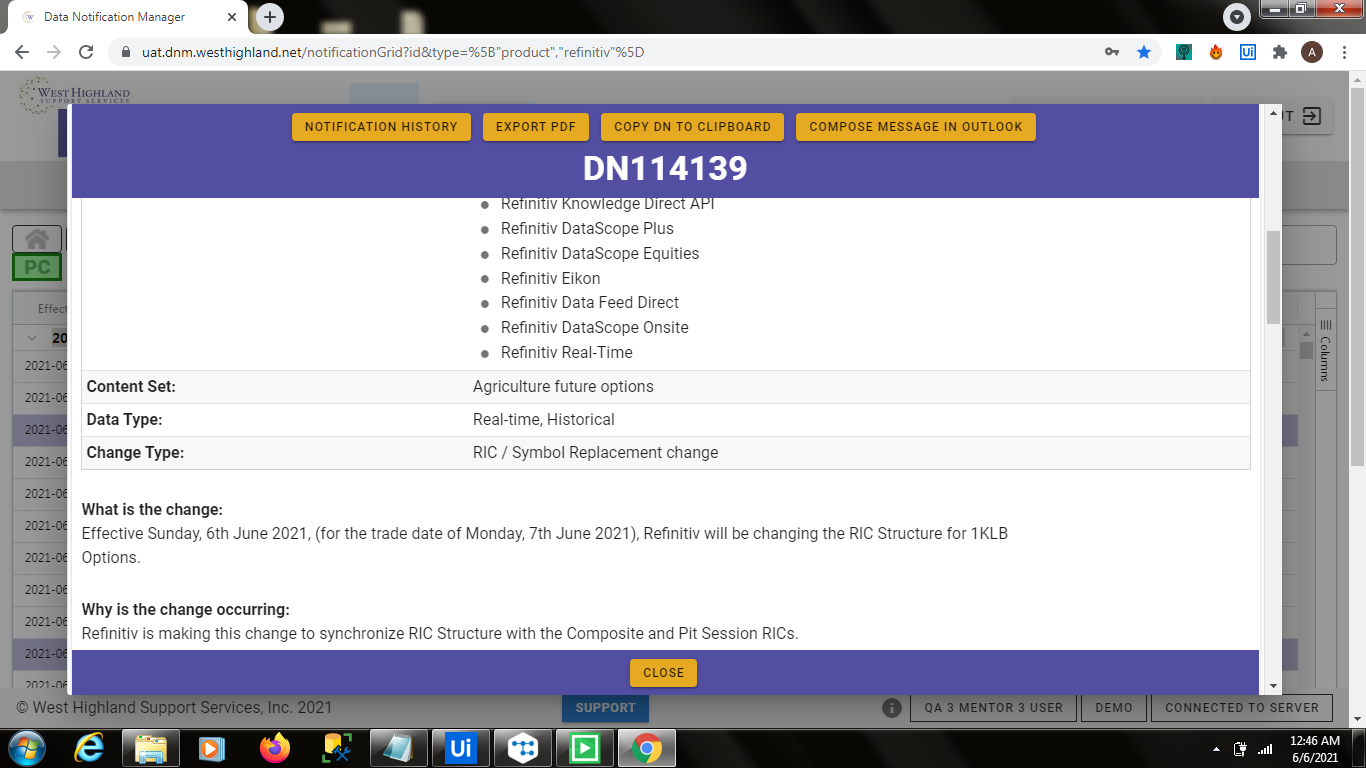 Data Notification Manager
uat.dnm.westhighland.net/notificationGrid?id&type=%5B"product","refinitiv"%5D
Ui
A
WEST HIGHLAND
SUPPORT SERVICES
NOTIFICATION HISTORY
EXPORT PDF
COPY DN TO CLIPBOARD
COMPOSE MESSAGE IN OUTLOOK
DN114139
PC
Effect
20
2021-06
2021-06
2021-06
2021-06
2021-06
2021-06
2021-06
2021-06
2021-06
2021-06
2021-06
Columns
Refinitiv Knowledge Direct API
Refinitiv DataScope Plus
Refinitiv DataScope Equities
Refinitiv Eikon
Refinitiv Data Feed Direct
Refinitiv DataScope Onsite
Refinitiv Real-Time
Content Set: Agriculture future options
Data Type: Real-time, Historical
Change Type: RIC / Symbol Replacement change
What is the change:
Effective Sunday, 6th June 2021, (for the trade date of Monday, 7th June 2021), Refinitiv will be changing the RIC Structure for 1KLB
Options.
Why is the change occurring:
Refinitiv is making this change to synchronize RIC Structure with the Composite and Pit Session RICs.
CLOSE
© West Highland Support Services, Inc. 2021
SUPPORT
QA 3 MENTOR 3 USER
DEMO
CONNECTED TO SERVER
Ui
12:46 AM
6/6/2021